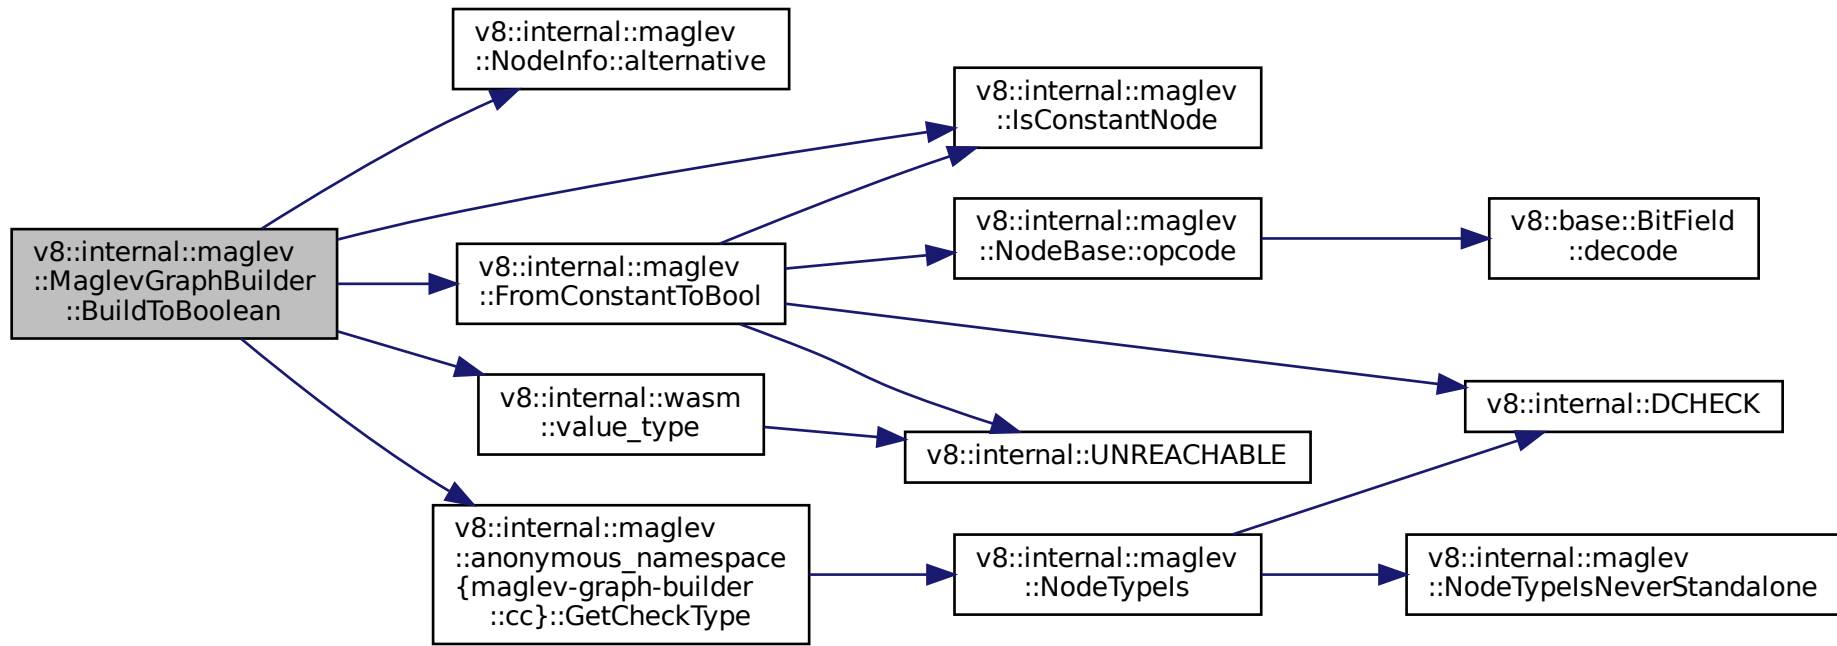 v8::internal::maglev
::MaglevGraphBuilder
::BuildToBoolean
v8::internal::maglev
::NodeInfo::alternative
v8::internal::maglev
::IsConstantNode
v8::internal::maglev
::FromConstantToBool
v8::internal::maglev
::NodeBase::opcode
v8::base::BitField
::decode
v8::internal::DCHECK
v8::internal::wasm
::value_type
v8::internal::UNREACHABLE
v8::internal::maglev
::anonymous_namespace
{maglev-graph-builder
::cc}::GetCheckType
v8::internal::maglev
::NodeTypeIs
v8::internal::maglev
::NodeTypeIsNeverStandalone